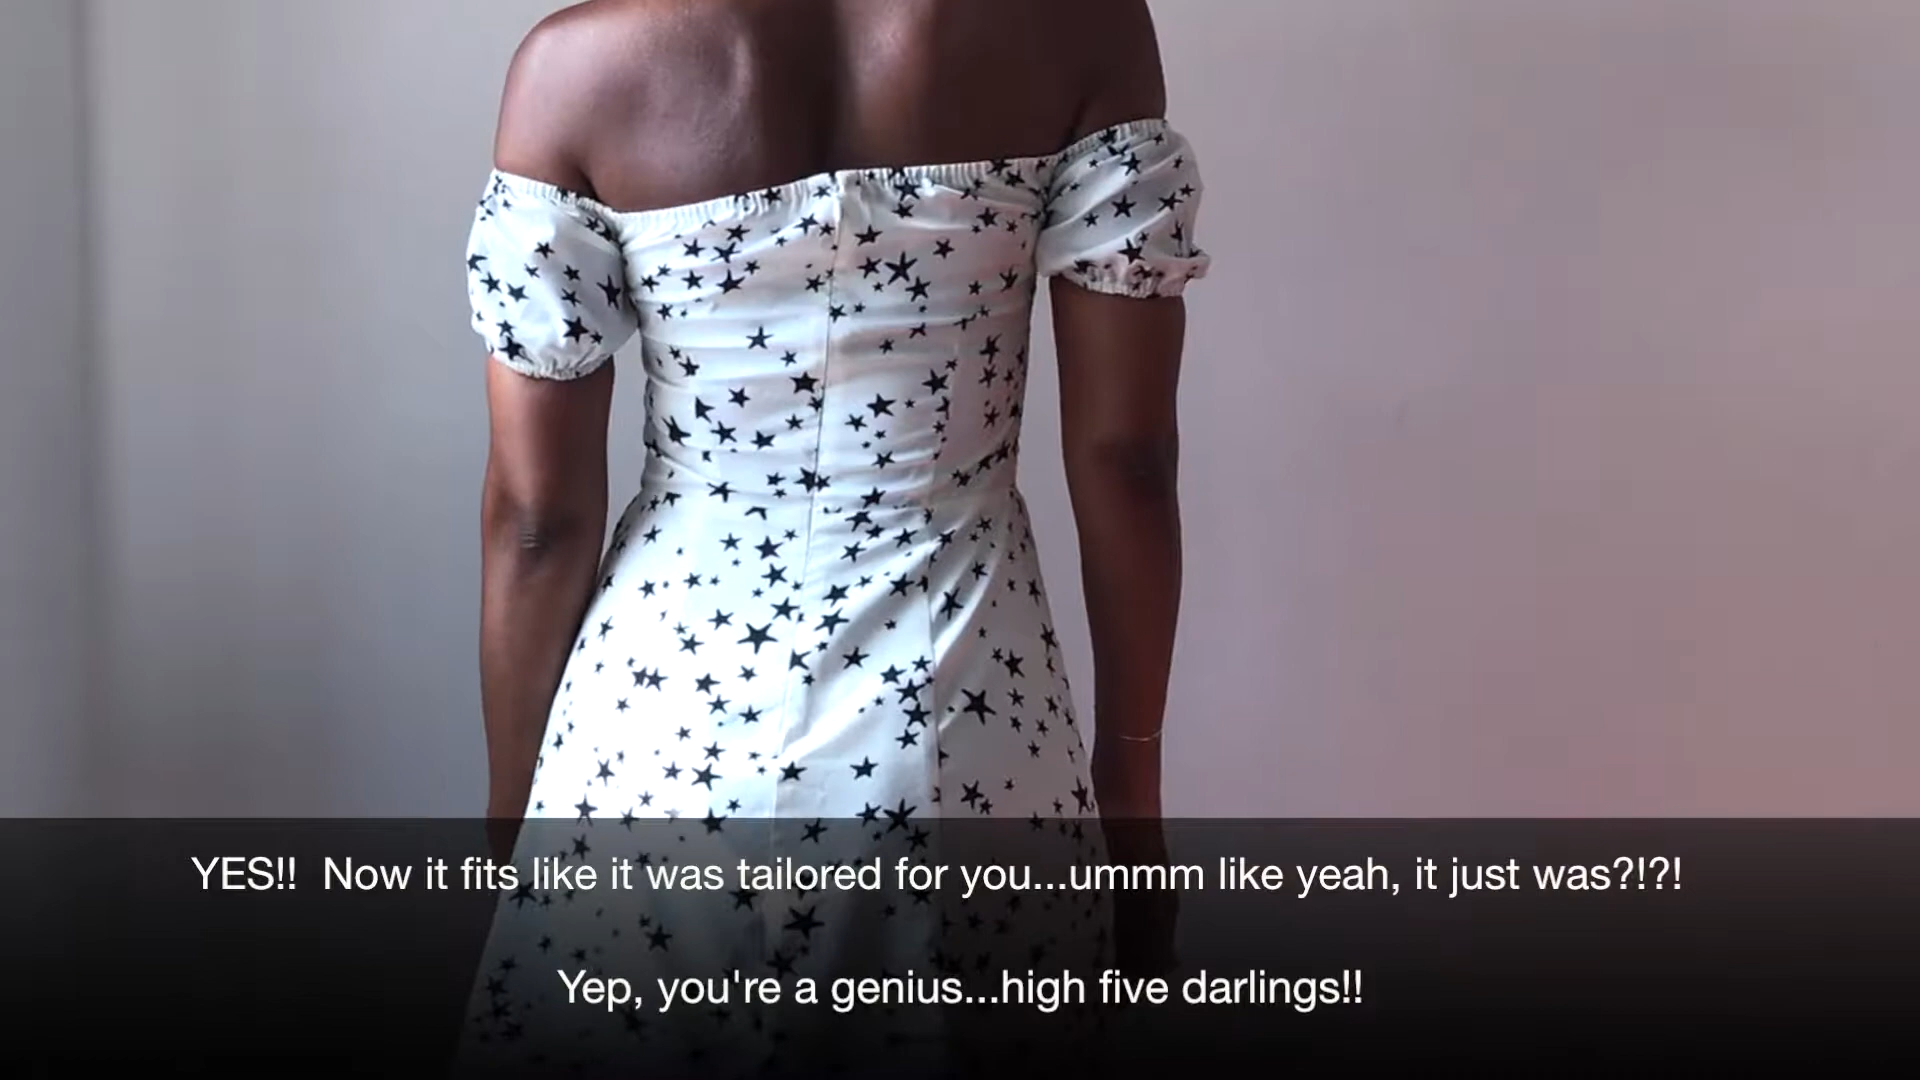 YES!!  Now it fits like it was tailored for you...ummm like yeah, it just was?!?!
Yep, you're a genius...high five darlings!!